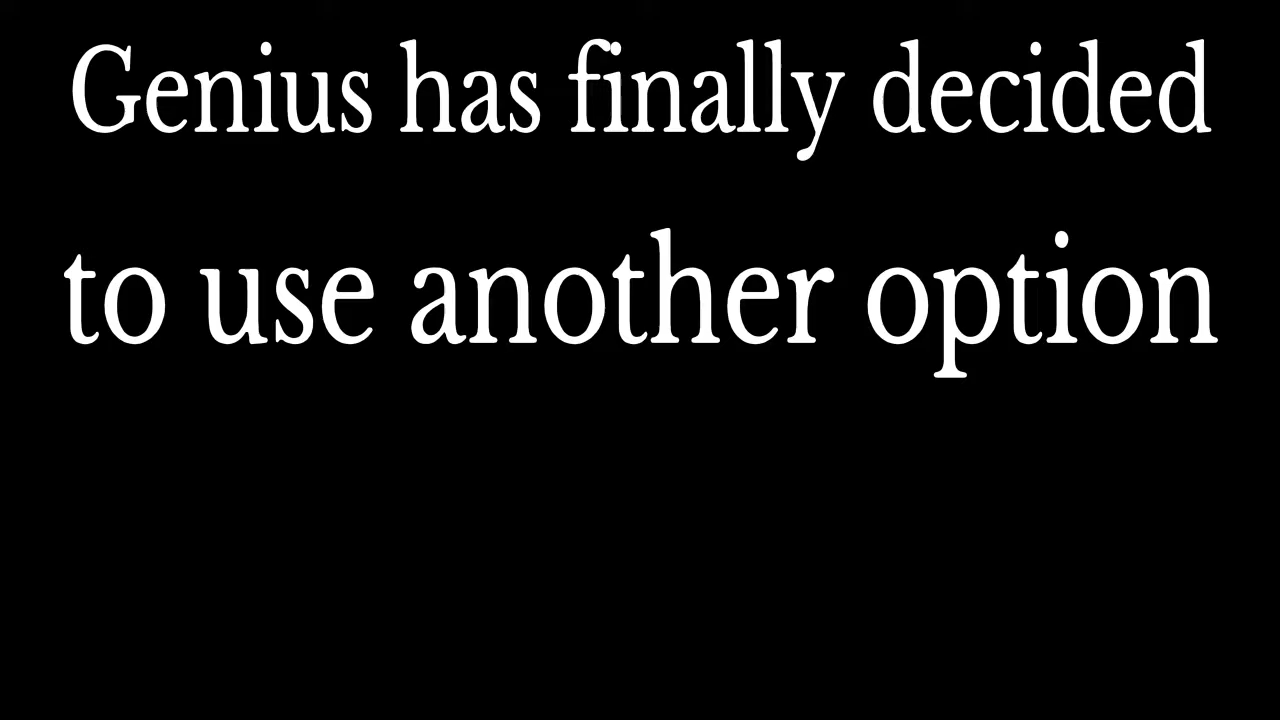 Genius has finally decided
to use another option